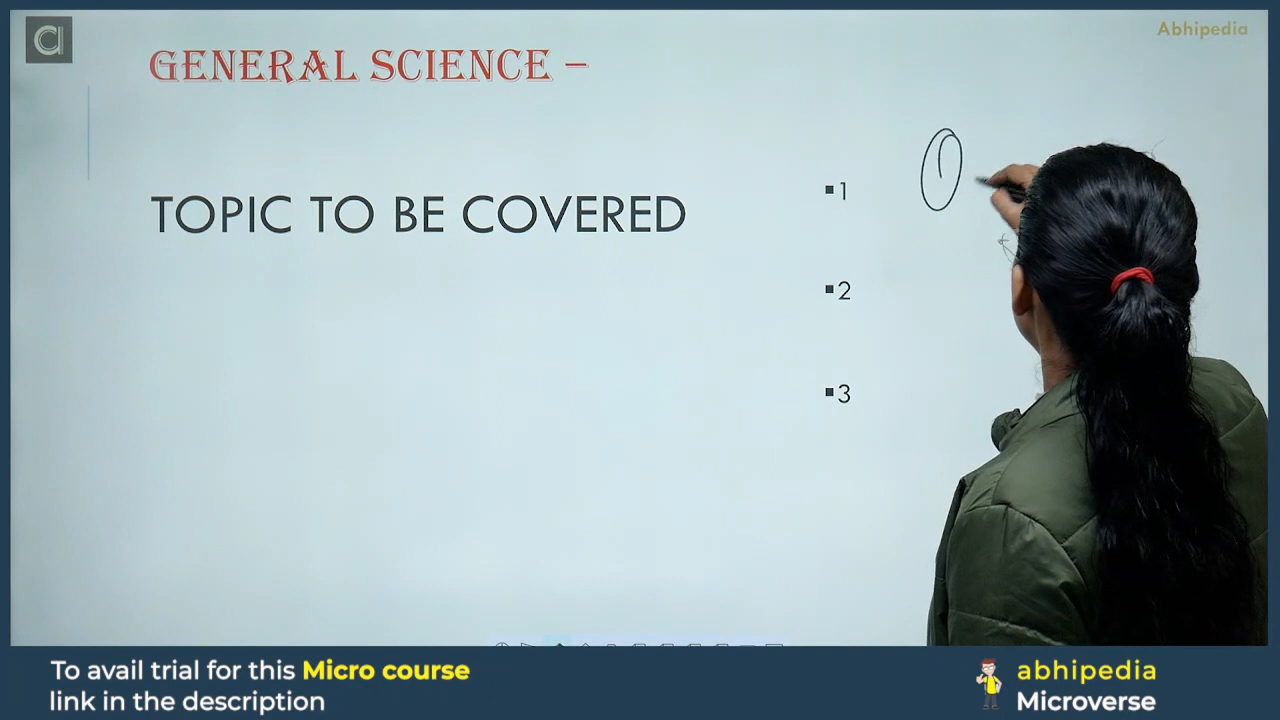 Abhipedia
GENERAL SCIENCE –
TOPIC TO BE COVERED
▪1
▪2
▪3
To avail trial for this Micro course
link in the description
abhipedia
Microverse